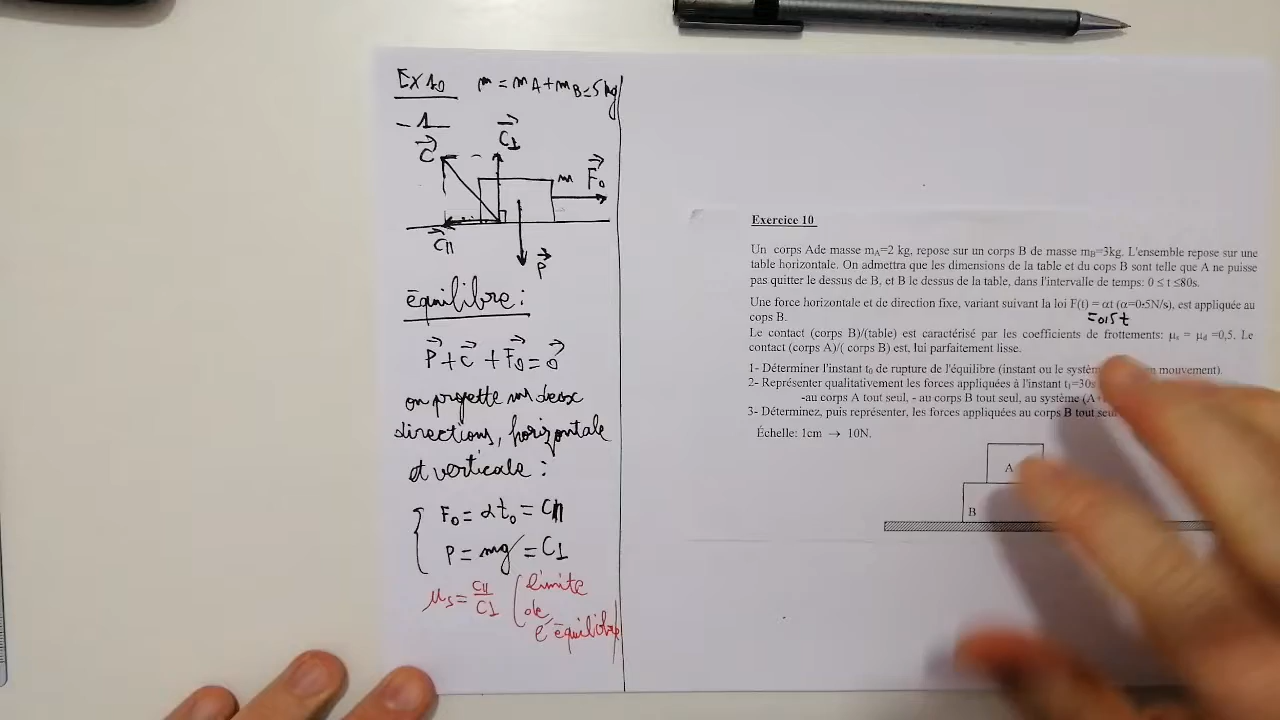 Ex 10 m = mA + mB = 5 kg
- 1
C C⊥
m F0
C//
P
équilibre :
P + C + F0 = 0
on projette sur deux
directions, horizontale
et verticale :
F0 = αt0 = C//
P = mg = C⊥
μs = C// / C⊥ (limite
de
l'équilibre)
Exercice 10
Un corps Ade masse mA=2 kg, repose sur un corps B de masse mB=3kg. L'ensemble repose sur une
table horizontale. On admettra que les dimensions de la table et du cops B sont telle que A ne puisse
pas quitter le dessus de B, et B le dessus de la table, dans l'intervalle de temps: 0 ≤ t ≤80s.
Une force horizontale et de direction fixe, variant suivant la loi F(t) = αt (α=0.5N/s), est appliquée au
cops B.
=0,5t
Le contact (corps B)/(table) est caractérisé par les coefficients de frottements: μs = μd =0,5. Le
contact (corps A)/( corps B) est, lui parfaitement lisse.
1- Déterminer l'instant t0 de rupture de l'équilibre (instant ou le systèm mouvement).
2- Représenter qualitativement les forces appliquées à l'instant t1=30s
-au corps A tout seul, - au corps B tout seul, au système (A+
3- Déterminez, puis représenter, les forces appliquées au corps B tout seul
Échelle: 1cm → 10N.
A
B